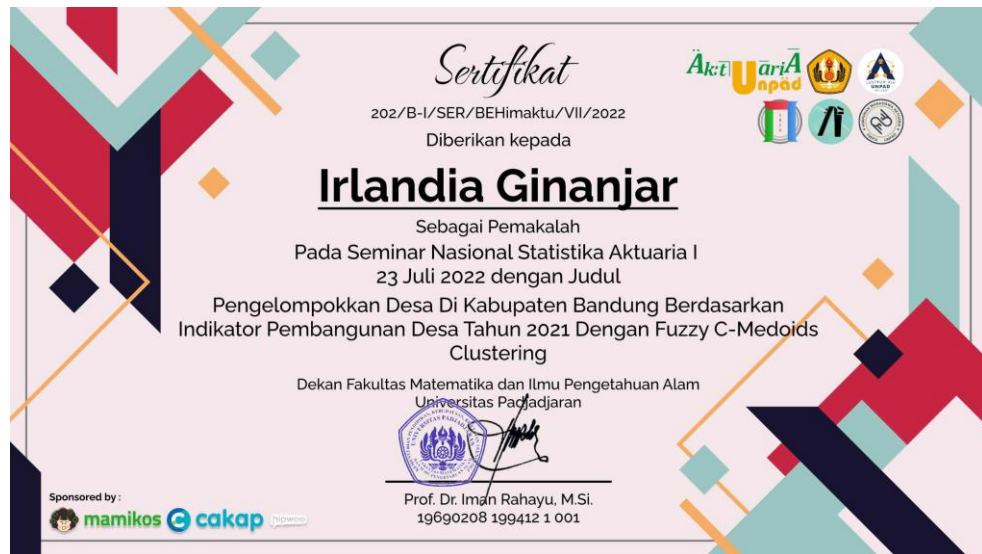 Sertifikat
202/B-I/SER/BEHimaktu/VII/2022
Diberikan kepada
Irlandia Ginanjar
Sebagai Pemakalah
Pada Seminar Nasional Statistika Aktuaria I
23 Juli 2022 dengan Judul
Pengelompokkan Desa Di Kabupaten Bandung Berdasarkan
Indikator Pembangunan Desa Tahun 2021 Dengan Fuzzy C-Medoids
Clustering
Dekan Fakultas Matematika dan Ilmu Pengetahuan Alam
Universitas Padjadjaran
Prof. Dr. Iman Rahayu, M.Si.
19690208 199412 1 001
Sponsored by :
mamikos cakap hipwee